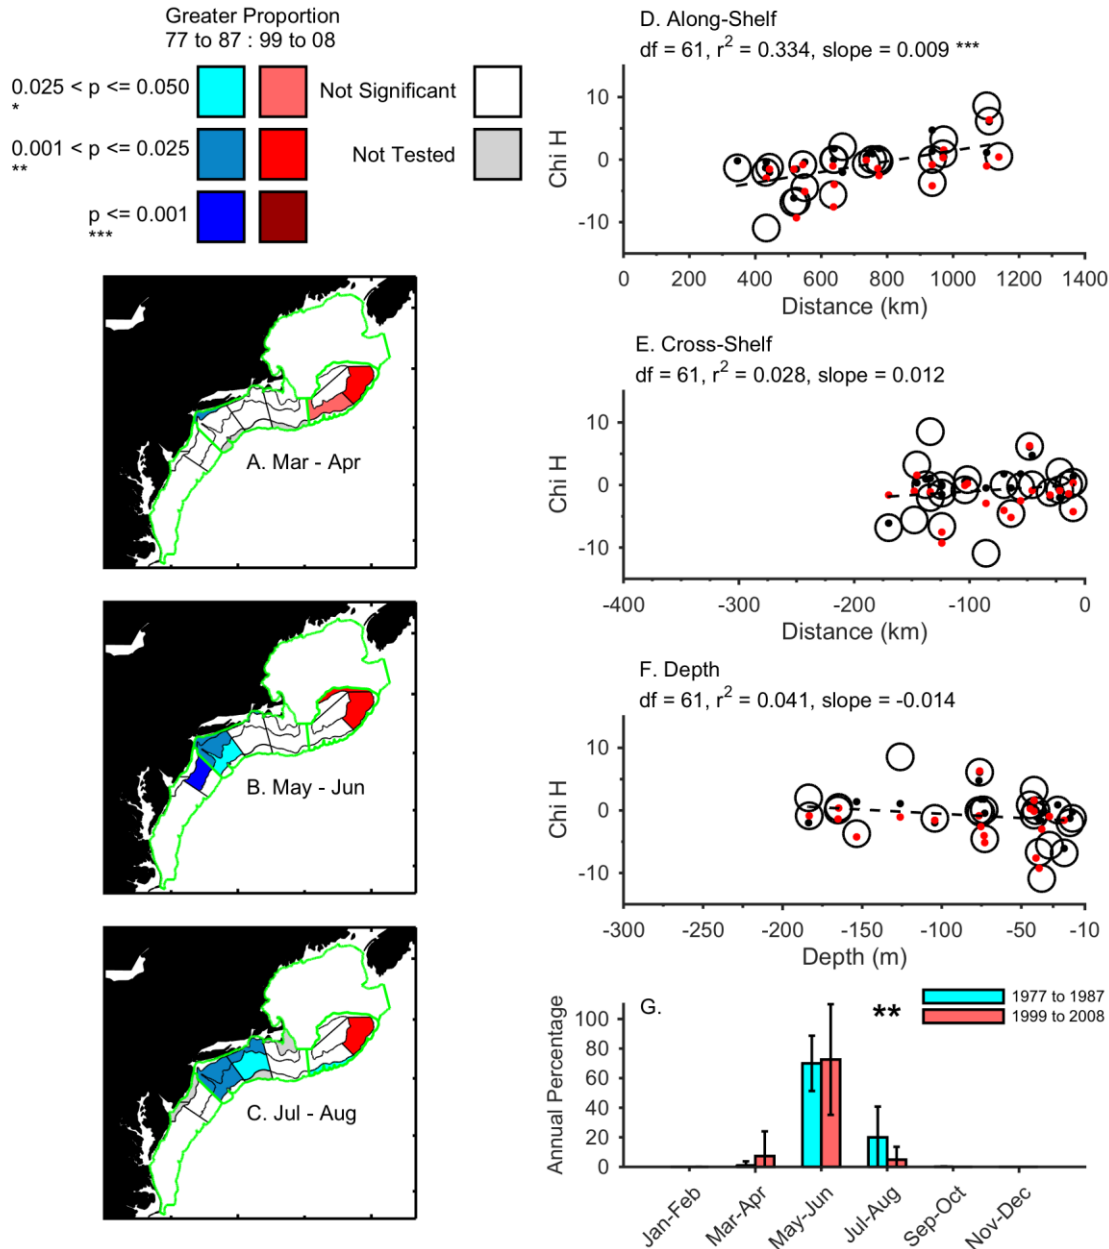 Greater Proportion
77 to 87 : 99 to 08
0.025 < p <= 0.050
*
Not Significant
0.001 < p <= 0.025
**
Not Tested
p <= 0.001
***
A. Mar - Apr
B. May - Jun
C. Jul - Aug
D. Along-Shelf
df = 61, r² = 0.334, slope = 0.009 ***
Chi H
10
0
-10
0 200 400 600 800 1000 1200 1400
Distance (km)
E. Cross-Shelf
df = 61, r² = 0.028, slope = 0.012
Chi H
10
0
-10
-400 -300 -200 -100 0
Distance (km)
F. Depth
df = 61, r² = 0.041, slope = -0.014
Chi H
10
0
-10
-300 -250 -200 -150 -100 -50 -10
Depth (m)
G.
**
1977 to 1987
1999 to 2008
Annual Percentage
100
80
60
40
20
0
Jan-Feb Mar-Apr May-Jun Jul-Aug Sep-Oct Nov-Dec